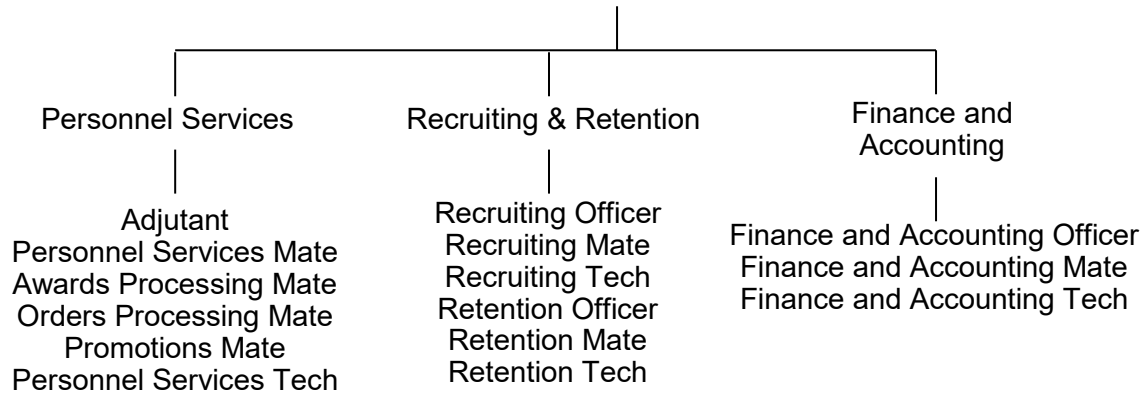 Personnel Services
Adjutant
Personnel Services Mate
Awards Processing Mate
Orders Processing Mate
Promotions Mate
Personnel Services Tech
Recruiting & Retention
Recruiting Officer
Recruiting Mate
Recruiting Tech
Retention Officer
Retention Mate
Retention Tech
Finance and
Accounting
Finance and Accounting Officer
Finance and Accounting Mate
Finance and Accounting Tech